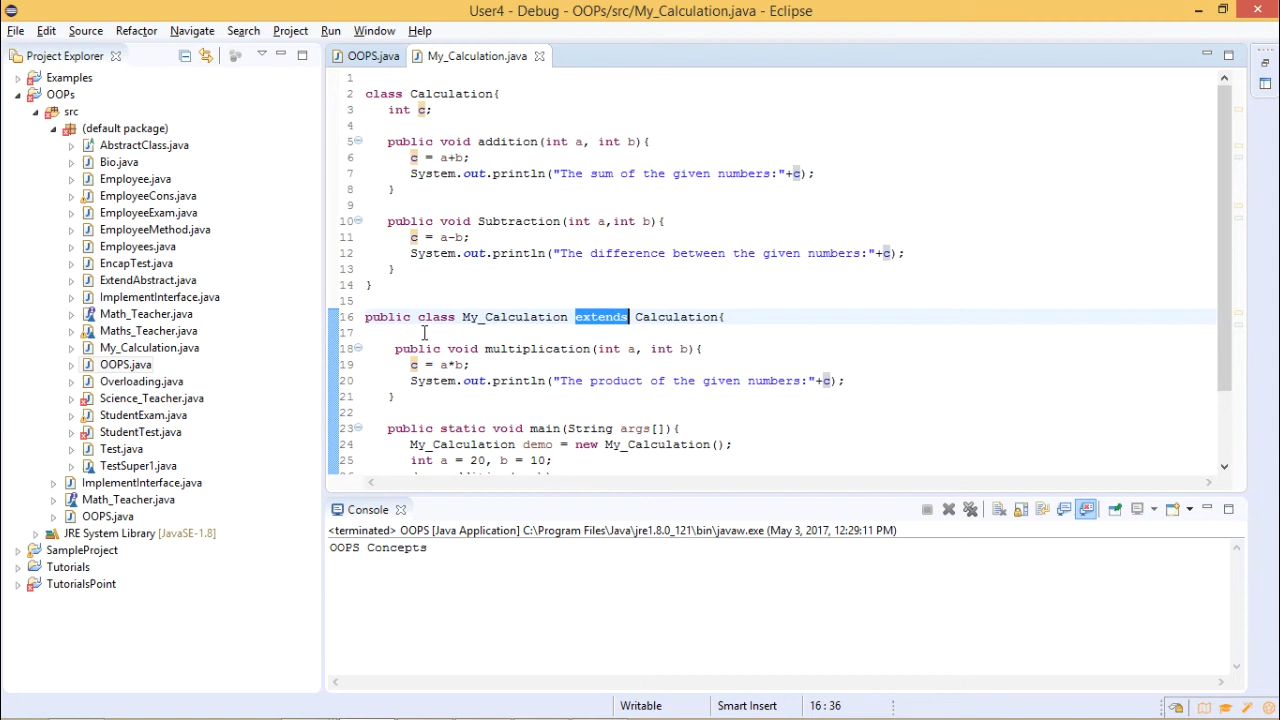 User4 - Debug - OOPs/src/My_Calculation.java - Eclipse
File Edit Source Refactor Navigate Search Project Run Window Help
Project Explorer
Examples
OOPs
src
(default package)
AbstractClass.java
Bio.java
Employee.java
EmployeeCons.java
EmployeeExam.java
EmployeeMethod.java
Employees.java
EncapTest.java
ExtendAbstract.java
ImplementInterface.java
Math_Teacher.java
Maths_Teacher.java
My_Calculation.java
OOPS.java
Overloading.java
Science_Teacher.java
StudentExam.java
StudentTest.java
Test.java
TestSuper1.java
ImplementInterface.java
Math_Teacher.java
OOPS.java
JRE System Library [JavaSE-1.8]
SampleProject
Tutorials
TutorialsPoint
OOPS.java My_Calculation.java
1
2 class Calculation{
3 int c;
4
5 public void addition(int a, int b){
6 c = a+b;
7 System.out.println("The sum of the given numbers:"+c);
8 }
9
10 public void Subtraction(int a,int b){
11 c = a-b;
12 System.out.println("The difference between the given numbers:"+c);
13 }
14 }
15
16 public class My_Calculation extends Calculation{
17
18 public void multiplication(int a, int b){
19 c = a*b;
20 System.out.println("The product of the given numbers:"+c);
21 }
22
23 public static void main(String args[]){
24 My_Calculation demo = new My_Calculation();
25 int a = 20, b = 10;
Console
<terminated> OOPS [Java Application] C:\Program Files\Java\jre1.8.0_121\bin\javaw.exe (May 3, 2017, 12:29:11 PM)
OOPS Concepts
Writable Smart Insert 16 : 36